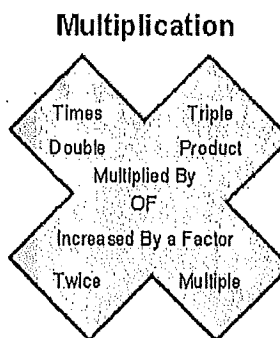 Multiplication
Times Triple
Double Product
Multiplied By
OF
Increased By a Factor
Twice Multiple